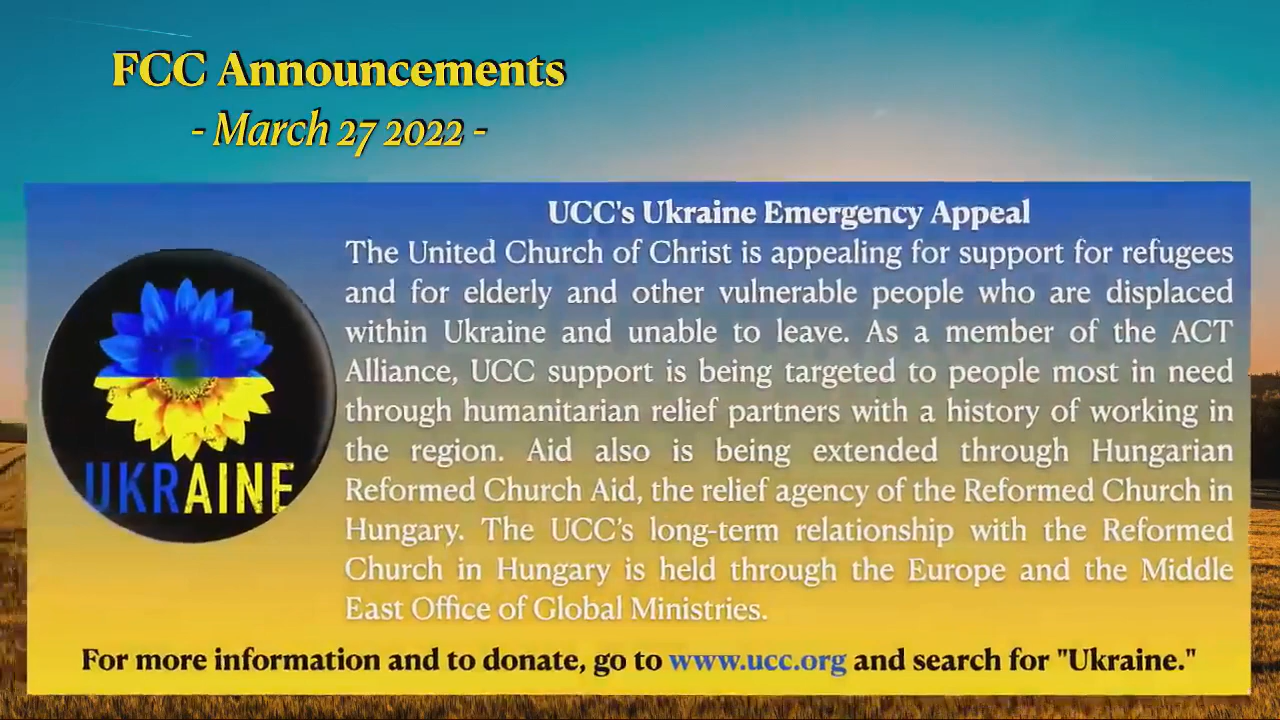 FCC Announcements
- March 27 2022 -
UCC's Ukraine Emergency Appeal
The United Church of Christ is appealing for support for refugees
and for elderly and other vulnerable people who are displaced
within Ukraine and unable to leave. As a member of the ACT
Alliance, UCC support is being targeted to people most in need
through humanitarian relief partners with a history of working in
the region. Aid also is being extended through Hungarian
Reformed Church Aid, the relief agency of the Reformed Church in
Hungary. The UCC’s long-term relationship with the Reformed
Church in Hungary is held through the Europe and the Middle
East Office of Global Ministries.
UKRAINE
For more information and to donate, go to www.ucc.org and search for "Ukraine."